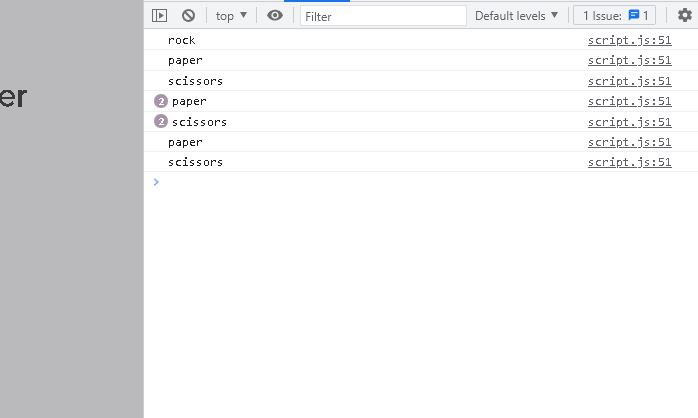 top Filter Default levels 1 Issue: 1
rock script.js:51
er
paper script.js:51
scissors script.js:51
2 paper script.js:51
2 scissors script.js:51
paper script.js:51
scissors script.js:51